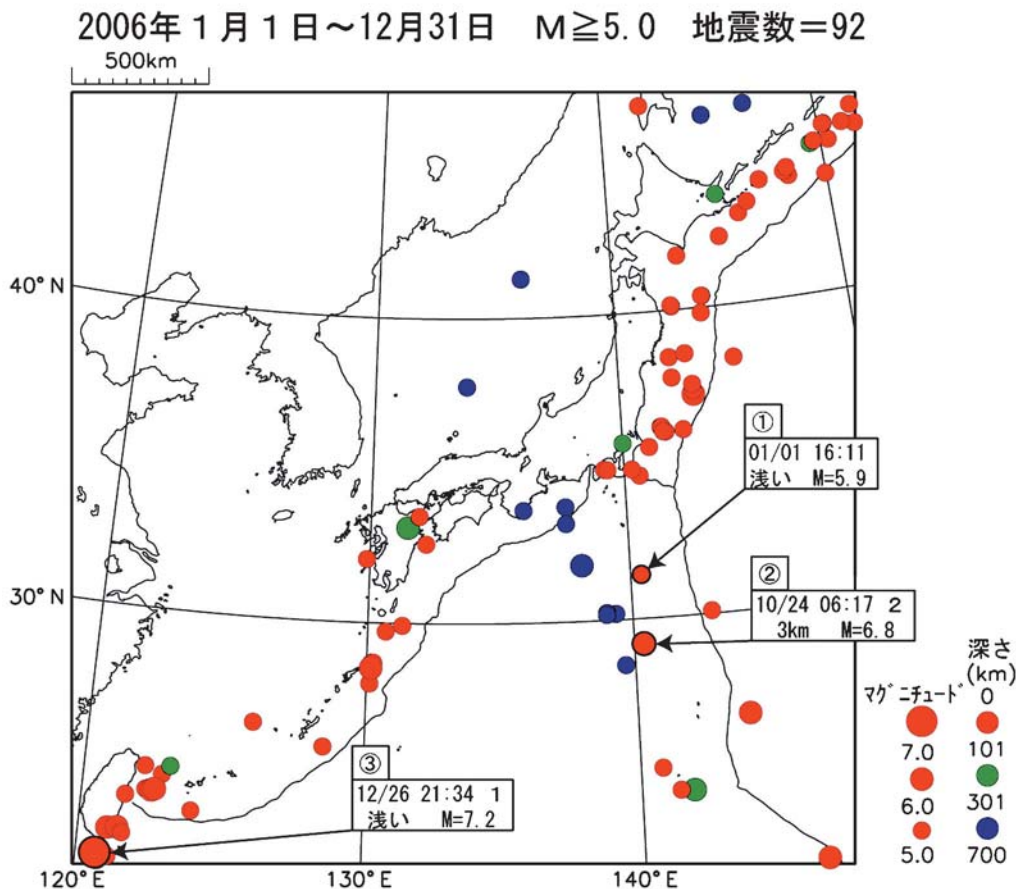 2006年1月1日～12月31日　M≧5.0　地震数=92
500km
40°N
30°N
①
01/01 16:11
浅い　M=5.9
②
10/24 06:17 2
3km　M=6.8
③
12/26 21:34 1
浅い　M=7.2
120°E
130°E
140°E
マグニチュード
7.0
6.0
5.0
深さ
(km)
0
101
301
700